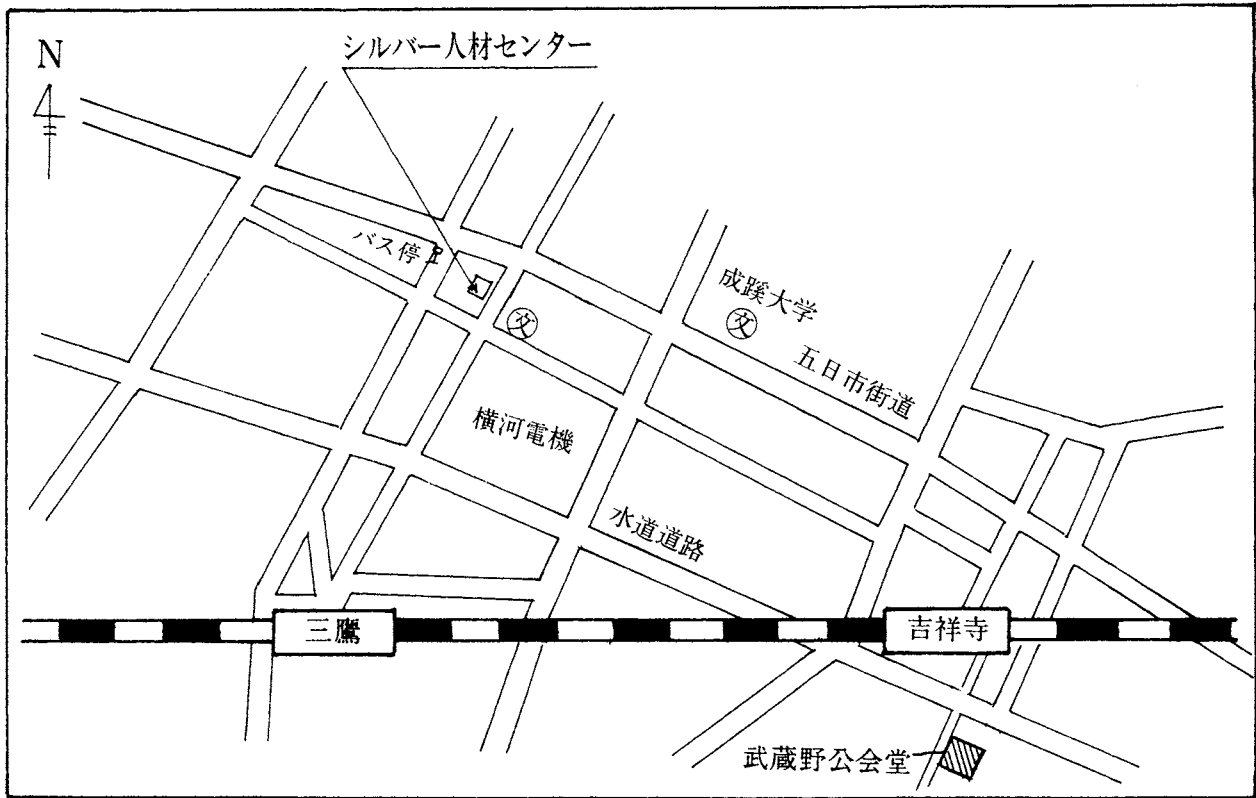 N
シルバー人材センター
バス停
文
成蹊大学
文
五日市街道
横河電機
水道道路
三鷹
吉祥寺
武蔵野公会堂